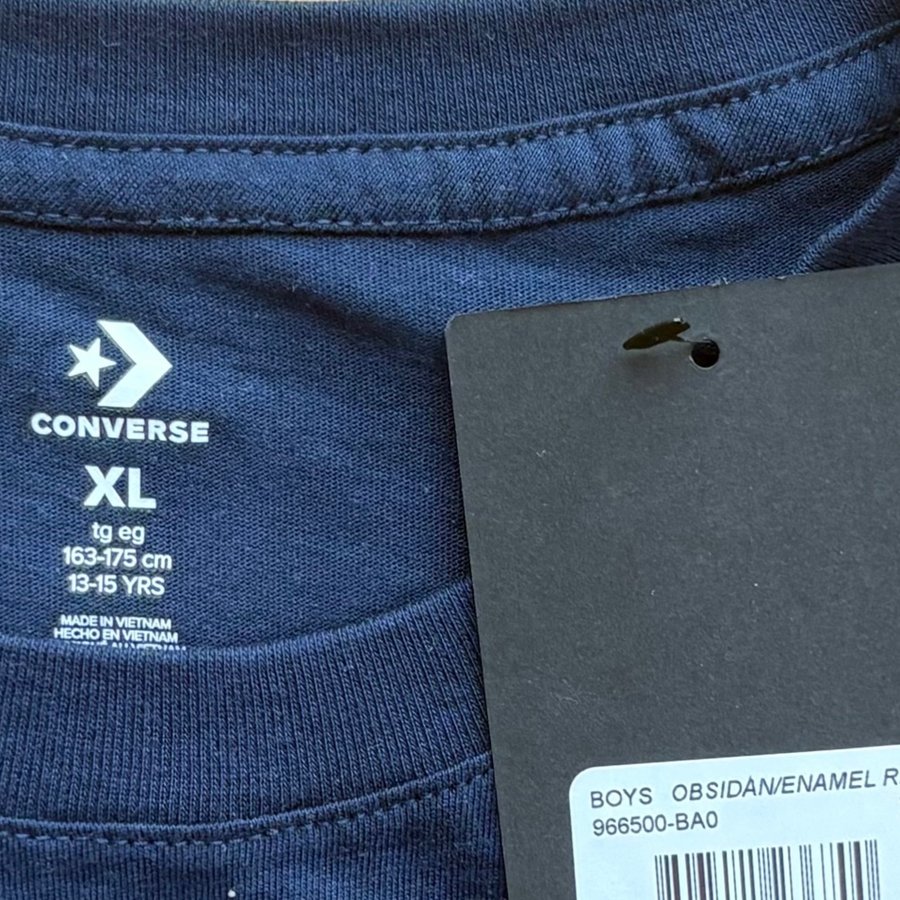 CONVERSE
XL
tg eg
163-175 cm
13-15 YRS
MADE IN VIETNAM
HECHO EN VIETNAM
BOYS OBSIDAN/ENAMEL R
966500-BA0